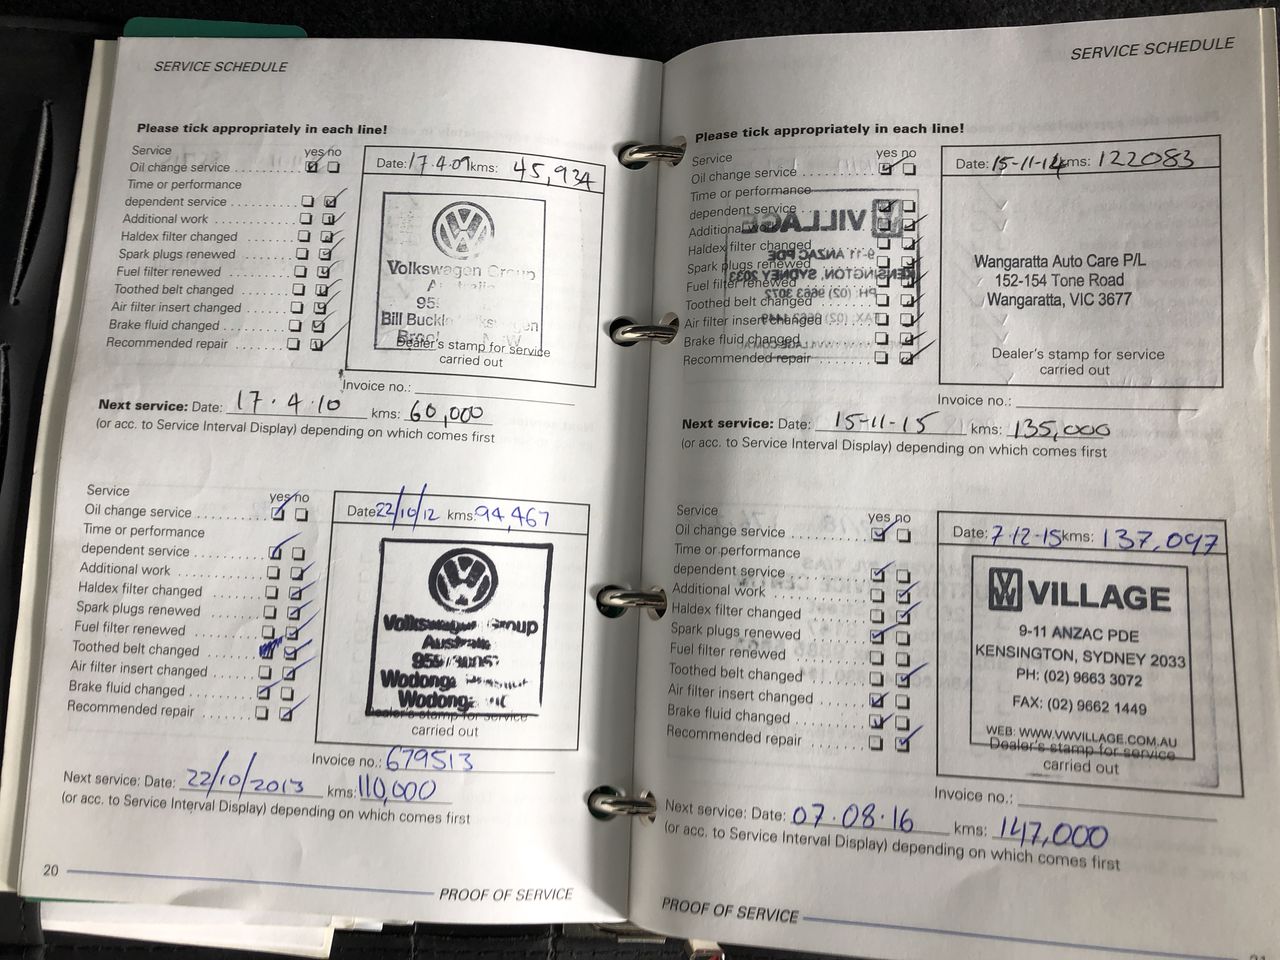 SERVICE SCHEDULE
Please tick appropriately in each line!
Service yes no
Oil change service
Time or performance
dependent service
Additional work
Haldex filter changed
Spark plugs renewed
Fuel filter renewed
Toothed belt changed
Air filter insert changed
Brake fluid changed
Recommended repair
Date: 17.4.09 kms: 45,934
Volkswagen Group
Volkswagen
Dealer's stamp for service
carried out
Invoice no.:
Next service: Date: 17.4.10 kms: 60,000
(or acc. to Service Interval Display) depending on which comes first
Service yes no
Oil change service
Time or performance
dependent service
Additional work
Haldex filter changed
Spark plugs renewed
Fuel filter renewed
Toothed belt changed
Air filter insert changed
Brake fluid changed
Recommended repair
Date: 22/10/12 kms: 94,467
Volkswagen Group
Australia
Wodonga
Wodonga
Dealer's stamp for service
carried out
Invoice no.: 679513
Next service: Date: 22/10/2013 kms: 110,000
(or acc. to Service Interval Display) depending on which comes first
20
PROOF OF SERVICE
SERVICE SCHEDULE
Please tick appropriately in each line!
Service yes no
Oil change service
Time or performance
dependent service
Additional work
Haldex filter changed
Spark plugs renewed
Fuel filter renewed
Toothed belt changed
Air filter insert changed
Brake fluid changed
Recommended repair
Date: 15-11-14 kms: 122083
Wangaratta Auto Care P/L
152-154 Tone Road
Wangaratta, VIC 3677
Dealer's stamp for service
carried out
Invoice no.:
Next service: Date: 15-11-15 kms: 135,000
(or acc. to Service Interval Display) depending on which comes first
Service yes no
Oil change service
Time or performance
dependent service
Additional work
Haldex filter changed
Spark plugs renewed
Fuel filter renewed
Toothed belt changed
Air filter insert changed
Brake fluid changed
Recommended repair
Date: 7-12-15 kms: 137,097
VILLAGE
9-11 ANZAC PDE
KENSINGTON, SYDNEY 2033
PH: (02) 9663 3072
FAX: (02) 9662 1449
WEB: WWW.VWVILLAGE.COM.AU
Dealer's stamp for service
carried out
Invoice no.:
Next service: Date: 07.08.16 kms: 147,000
(or acc. to Service Interval Display) depending on which comes first
PROOF OF SERVICE